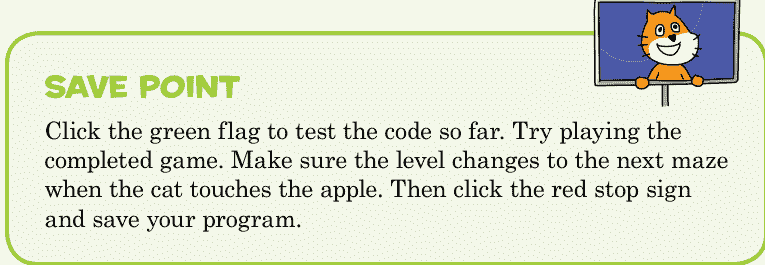 SAVE POINT
Click the green flag to test the code so far. Try playing the
completed game. Make sure the level changes to the next maze
when the cat touches the apple. Then click the red stop sign
and save your program.